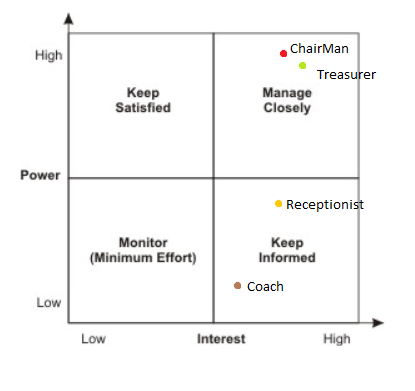 High
ChairMan
Treasurer
Keep
Satisfied
Manage
Closely
Power
Receptionist
Monitor
(Minimum Effort)
Keep
Informed
Coach
Low
Low
Interest
High